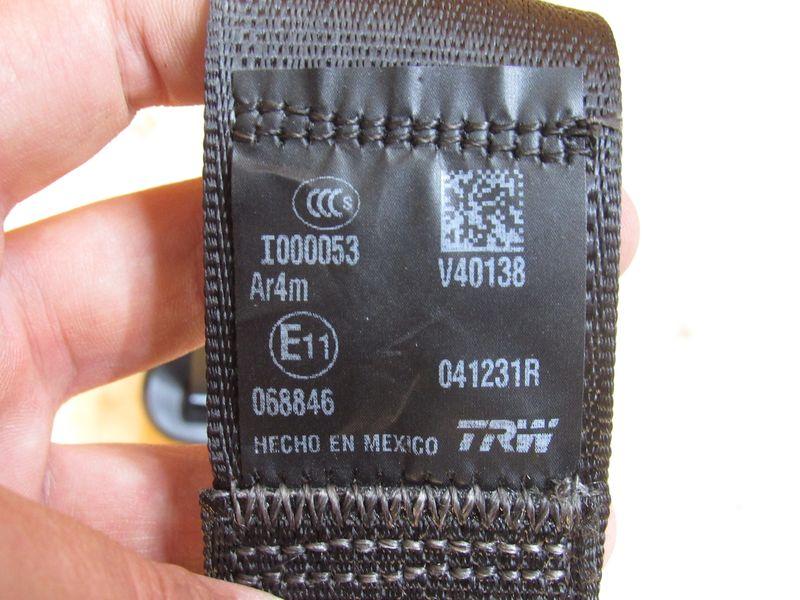 CCC S
I000053
V40138
Ar4m
E11
041231R
068846
HECHO EN MEXICO
TRW